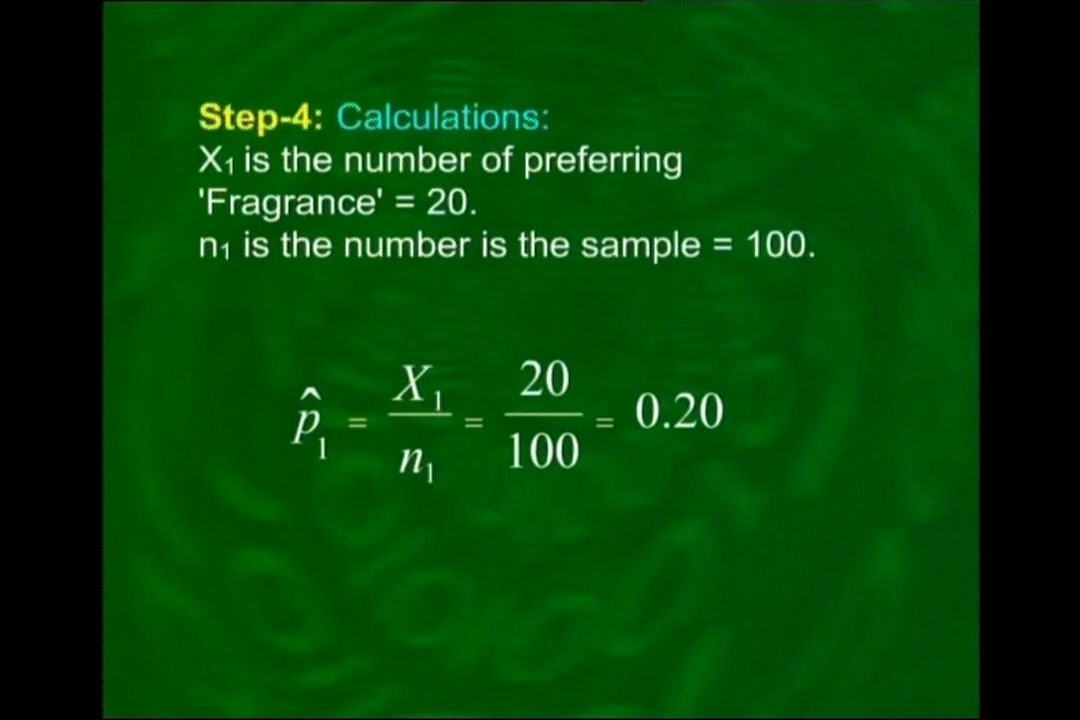 Step-4: Calculations:
X₁ is the number of preferring
'Fragrance' = 20.
n₁ is the number is the sample = 100.
p̂₁ = X₁/n₁ = 20/100 = 0.20